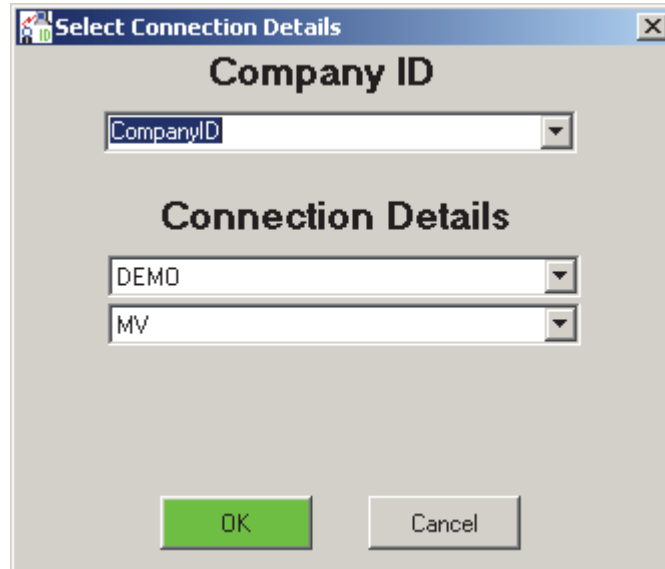 Select Connection Details
Company ID
CompanyID
Connection Details
DEMO
MV
OK Cancel